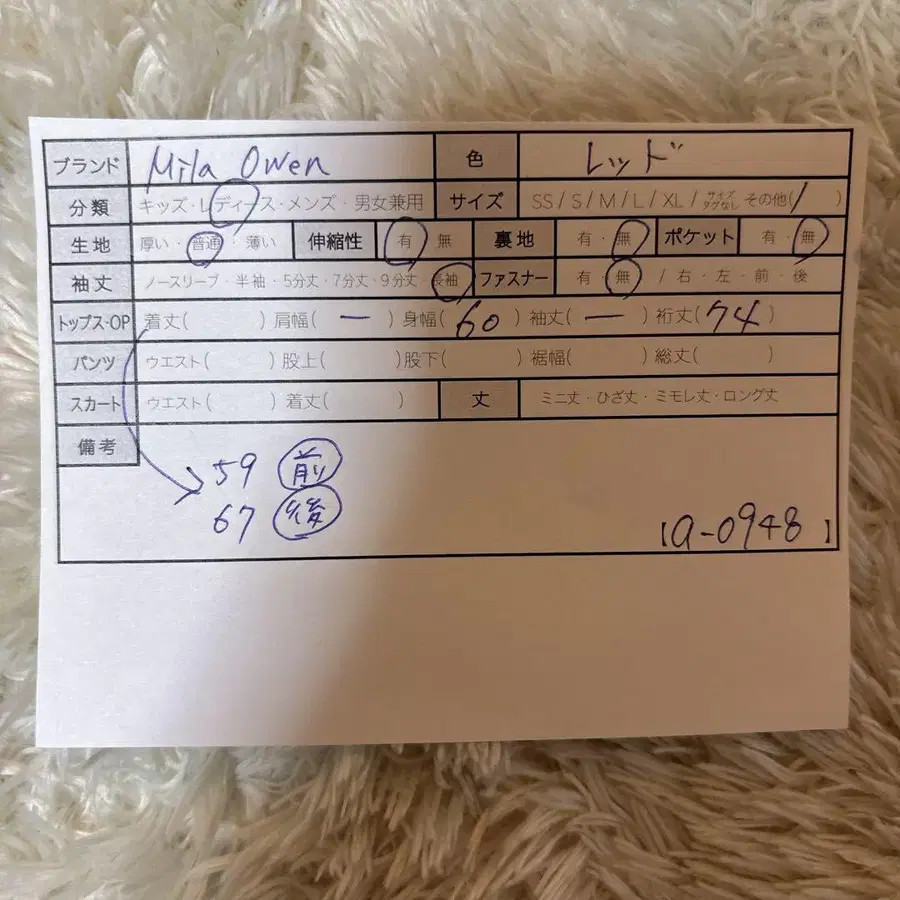 ブランド Mila Owen 色 レッド
分類 キッズ・レディース・メンズ・男女兼用 サイズ SS / S / M / L / XL / サイズタグなし その他( / )
生地 厚い・普通・薄い 伸縮性 有・無 裏地 有・無 ポケット 有・無
袖丈 ノースリーブ・半袖・5分丈・7分丈・9分丈・長袖 ファスナー 有・無 / 右・左・前・後
トップス・OP 着丈( ) 肩幅( ー ) 身幅( 60 ) 袖丈( ー ) 裄丈( 74 )
パンツ ウエスト( ) 股上( ) 股下( ) 裾幅( ) 総丈( )
スカート ウエスト( ) 着丈( ) 丈 ミニ丈・ひざ丈・ミモレ丈・ロング丈
備考
59 前
67 後
【a-0948】